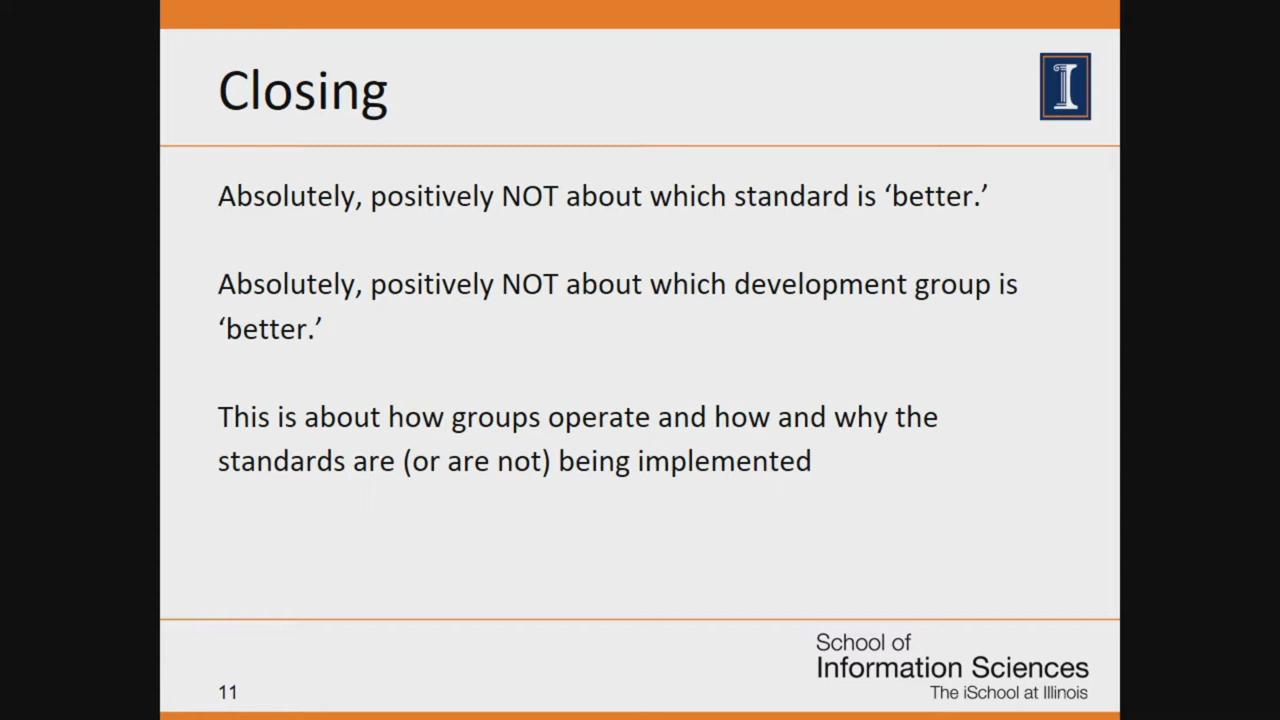 Closing
Absolutely, positively NOT about which standard is ‘better.’
Absolutely, positively NOT about which development group is
‘better.’
This is about how groups operate and how and why the
standards are (or are not) being implemented
School of
Information Sciences
The iSchool at Illinois
11